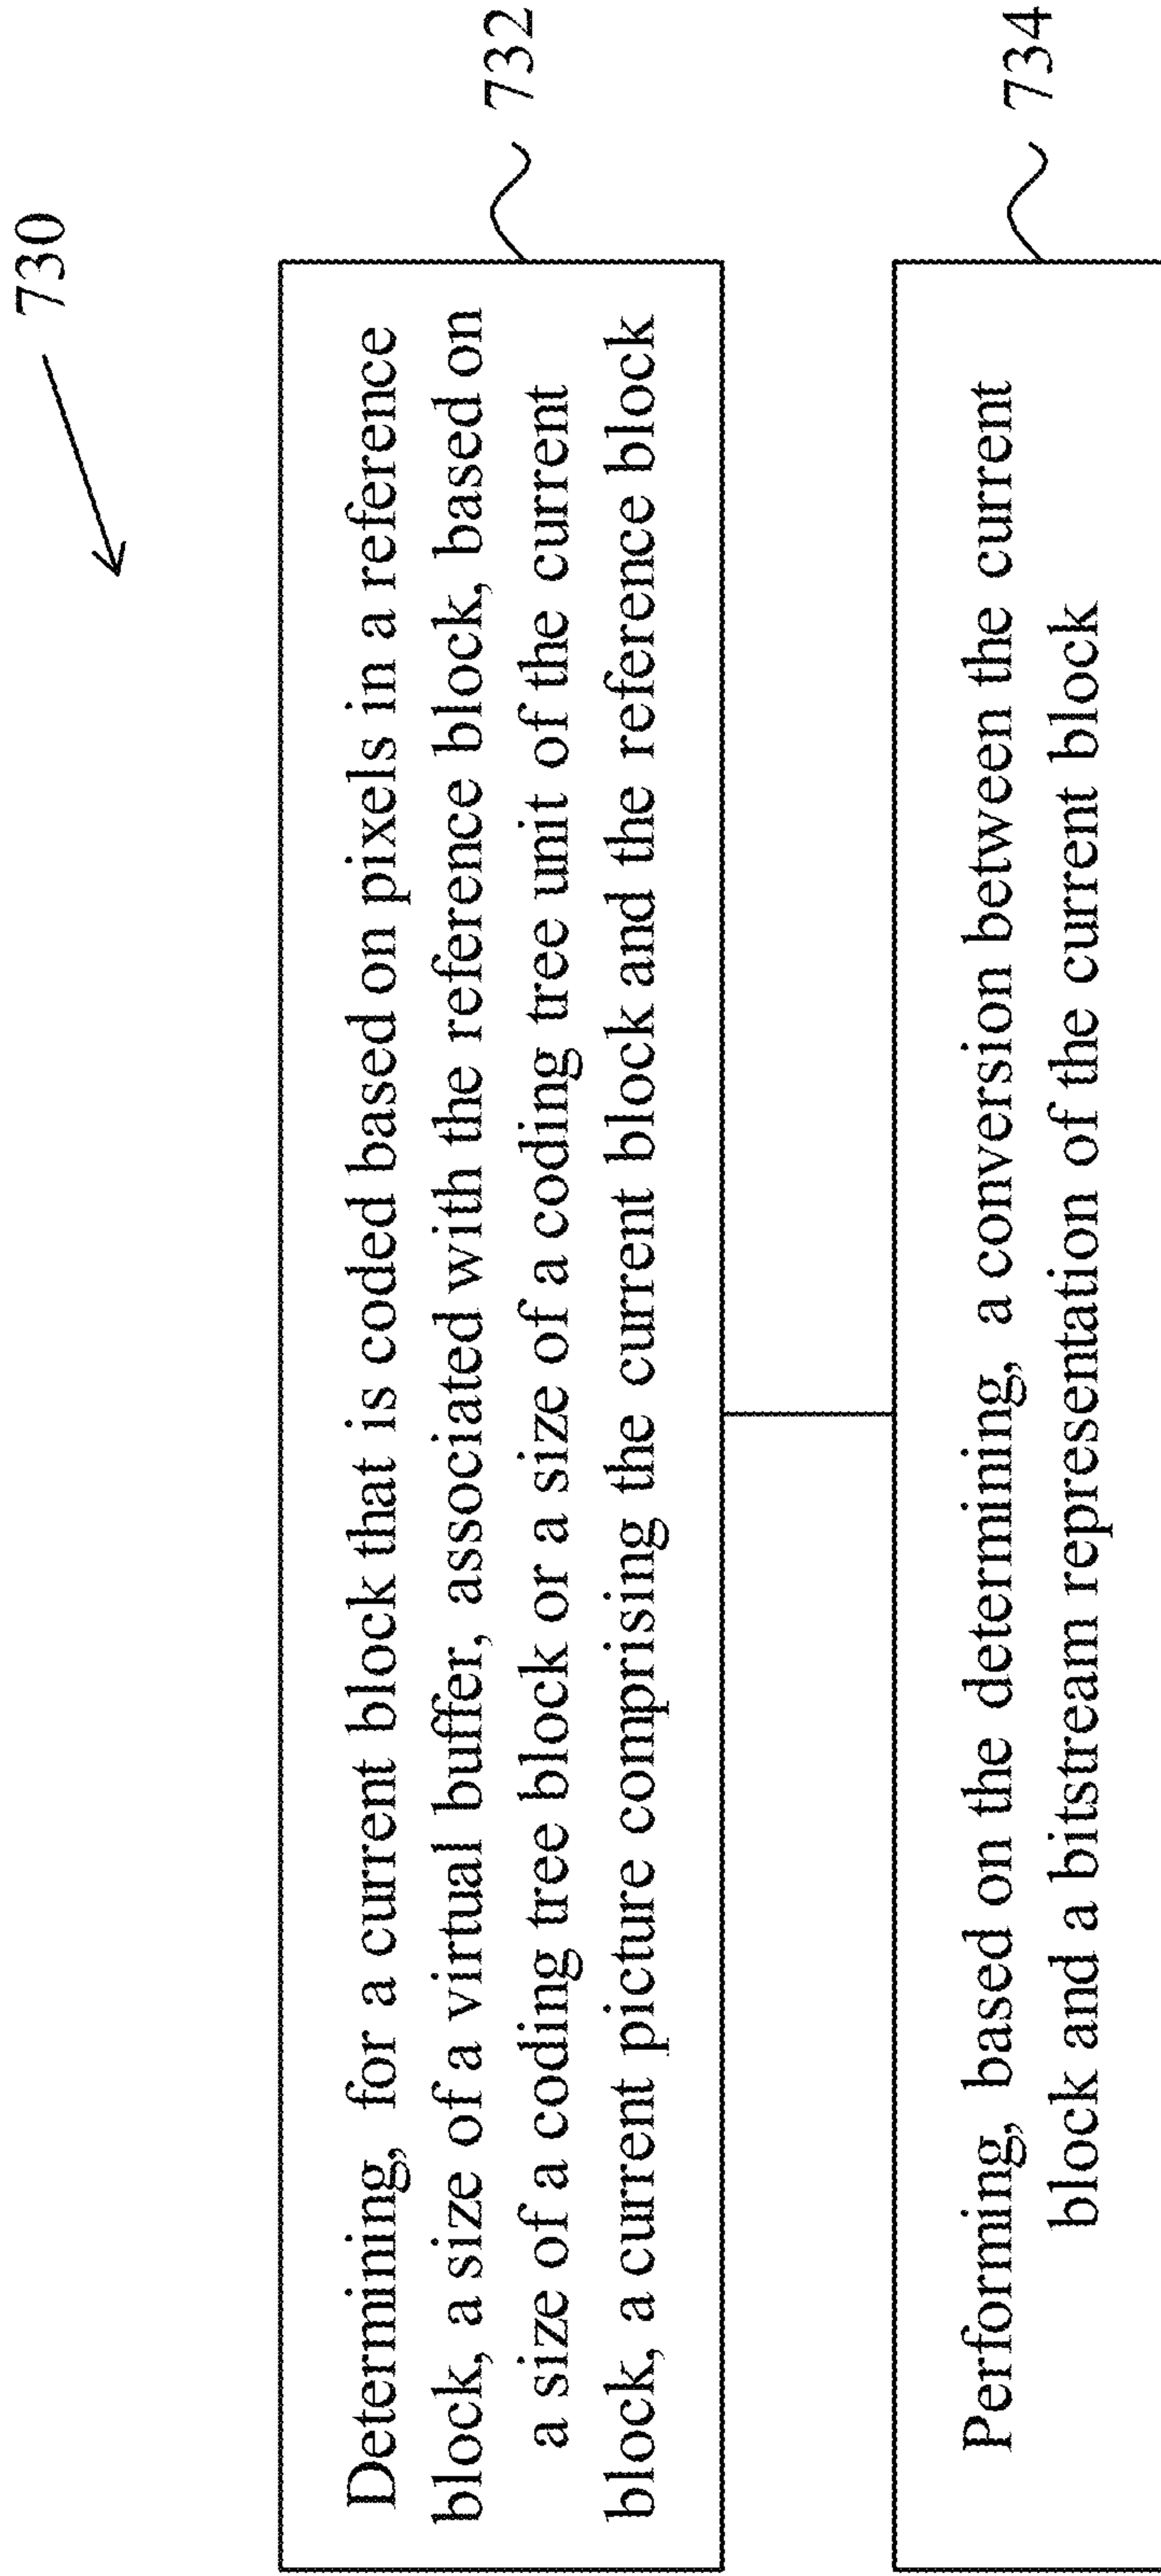 730
Determining, for a current block that is coded based on pixels in a reference
block, a size of a virtual buffer, associated with the reference block, based on
a size of a coding tree block or a size of a coding tree unit of the current
block, a current picture comprising the current block and the reference block
732
Performing, based on the determining, a conversion between the current
block and a bitstream representation of the current block
734